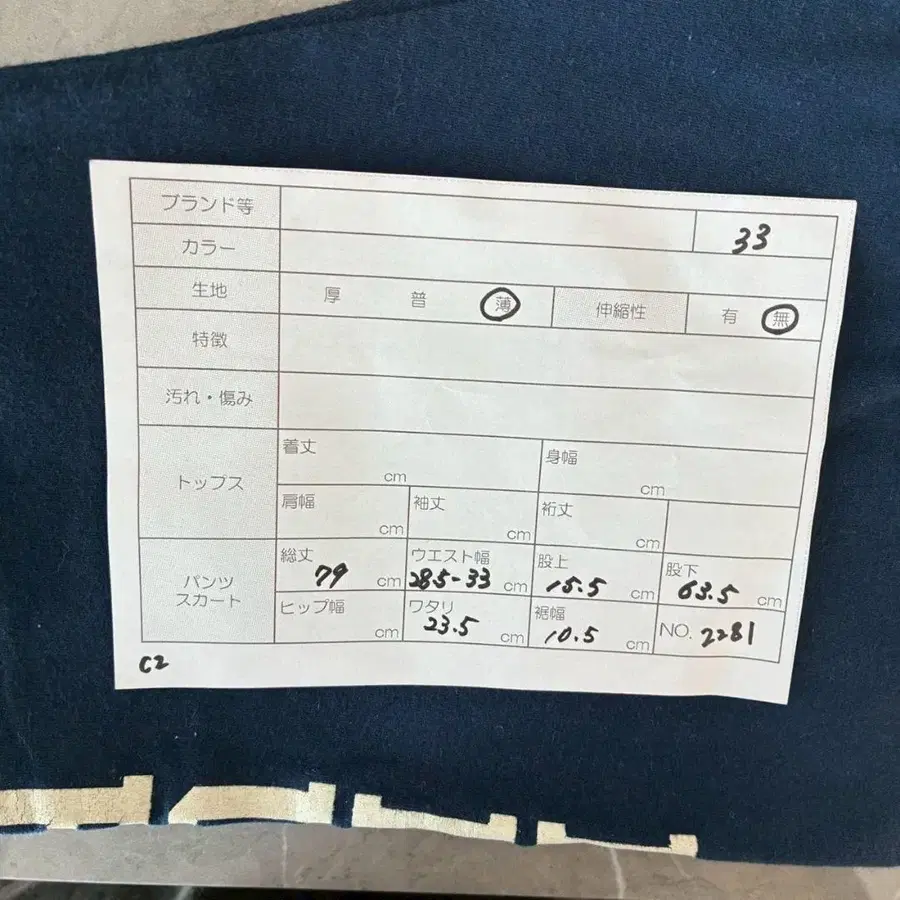 ブランド等 33
カラー
生地 厚 普 薄 伸縮性 有 無
特徴
汚れ・傷み
トップス
着丈 cm 身幅 cm
肩幅 cm 袖丈 cm 裄丈 cm
パンツ
スカート
総丈 79 cm ウエスト幅 28.5-33 cm 股上 15.5 cm 股下 63.5 cm
ヒップ幅 cm ワタリ 23.5 cm 裾幅 10.5 cm NO. 2281
C2